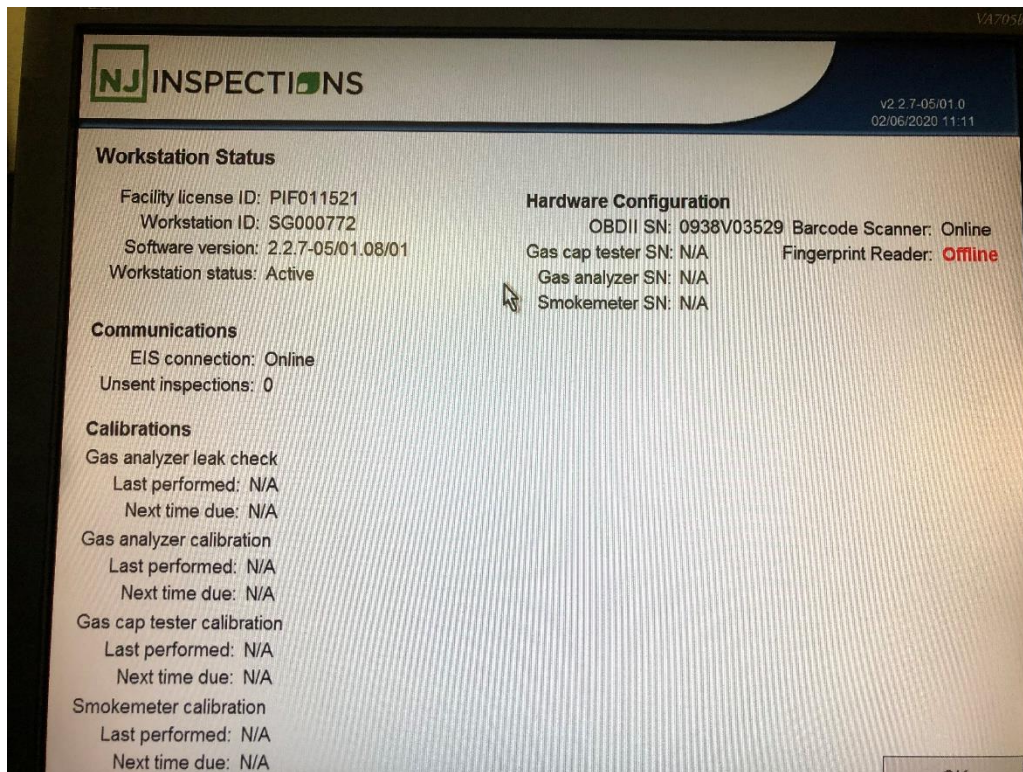 VA705b
NJ INSPECTIONS
v2.2.7-05/01.0
02/06/2020 11:11
Workstation Status
Facility license ID: PIF011521
Workstation ID: SG000772
Software version: 2.2.7-05/01.08/01
Workstation status: Active
Communications
EIS connection: Online
Unsent inspections: 0
Calibrations
Gas analyzer leak check
Last performed: N/A
Next time due: N/A
Gas analyzer calibration
Last performed: N/A
Next time due: N/A
Gas cap tester calibration
Last performed: N/A
Next time due: N/A
Smokemeter calibration
Last performed: N/A
Next time due: N/A
Hardware Configuration
OBDII SN: 0938V03529 Barcode Scanner: Online
Gas cap tester SN: N/A Fingerprint Reader: Offline
Gas analyzer SN: N/A
Smokemeter SN: N/A